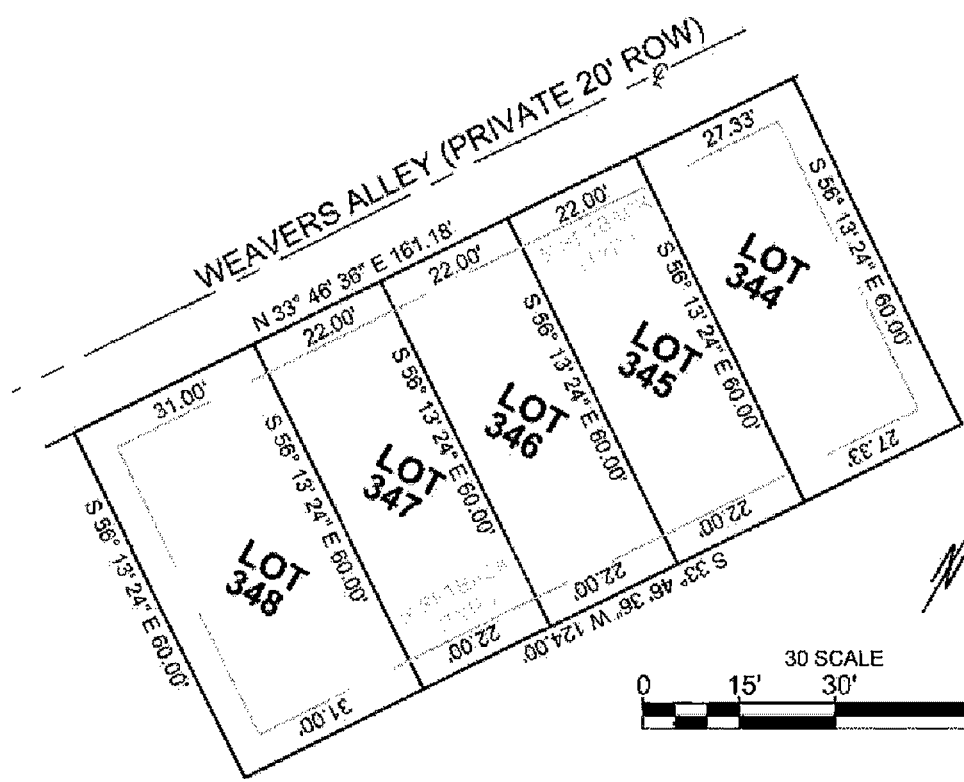 WEAVERS ALLEY (PRIVATE 20' ROW)
N 33° 46' 36" E 161.18'
27.33'
22.00'
22.00'
22.00'
31.00'
S 56° 13' 24" E 60.00'
LOT
344
S 56° 13' 24" E 60.00'
LOT
345
S 56° 13' 24" E 60.00'
LOT
346
S 56° 13' 24" E 60.00'
LOT
347
S 56° 13' 24" E 60.00'
LOT
348
S 56° 13' 24" E 60.00'
27.33'
22.00'
22.00'
22.00'
31.00'
S 33° 46' 36" W 124.00'
N
30 SCALE
0 15' 30'